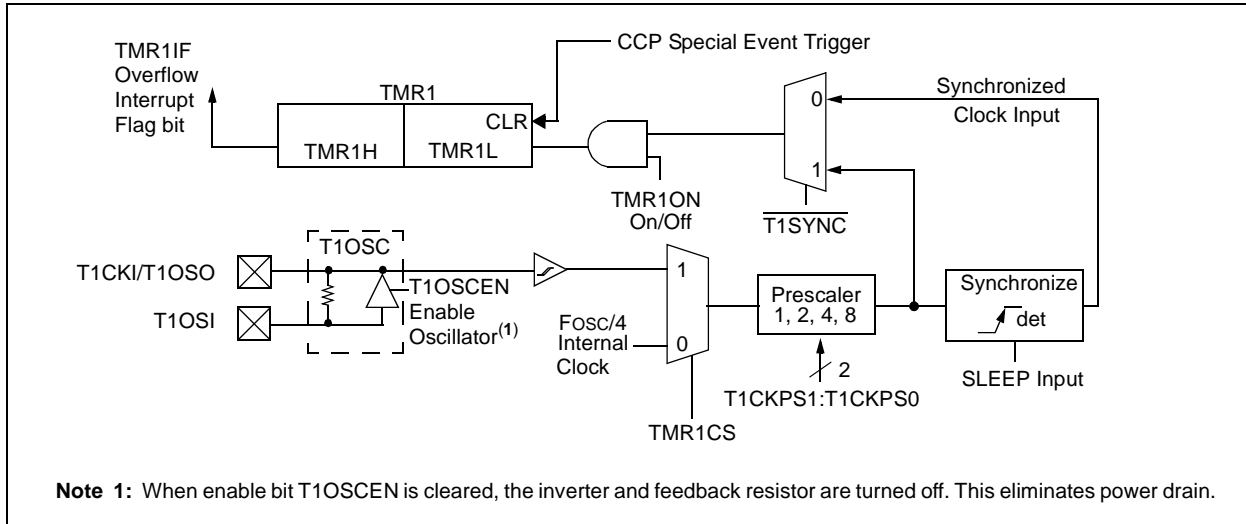 TMR1IF
Overflow
Interrupt
Flag bit
CCP Special Event Trigger
TMR1
CLR
TMR1H
TMR1L
TMR1ON
On/Off
0
1
T1SYNC
Synchronized
Clock Input
T1CKI/T1OSO
T1OSI
T1OSC
T1OSCEN
Enable
Oscillator(1)
FOSC/4
Internal
Clock
1
0
TMR1CS
Prescaler
1, 2, 4, 8
2
T1CKPS1:T1CKPS0
Synchronize
det
SLEEP Input
Note 1: When enable bit T1OSCEN is cleared, the inverter and feedback resistor are turned off. This eliminates power drain.